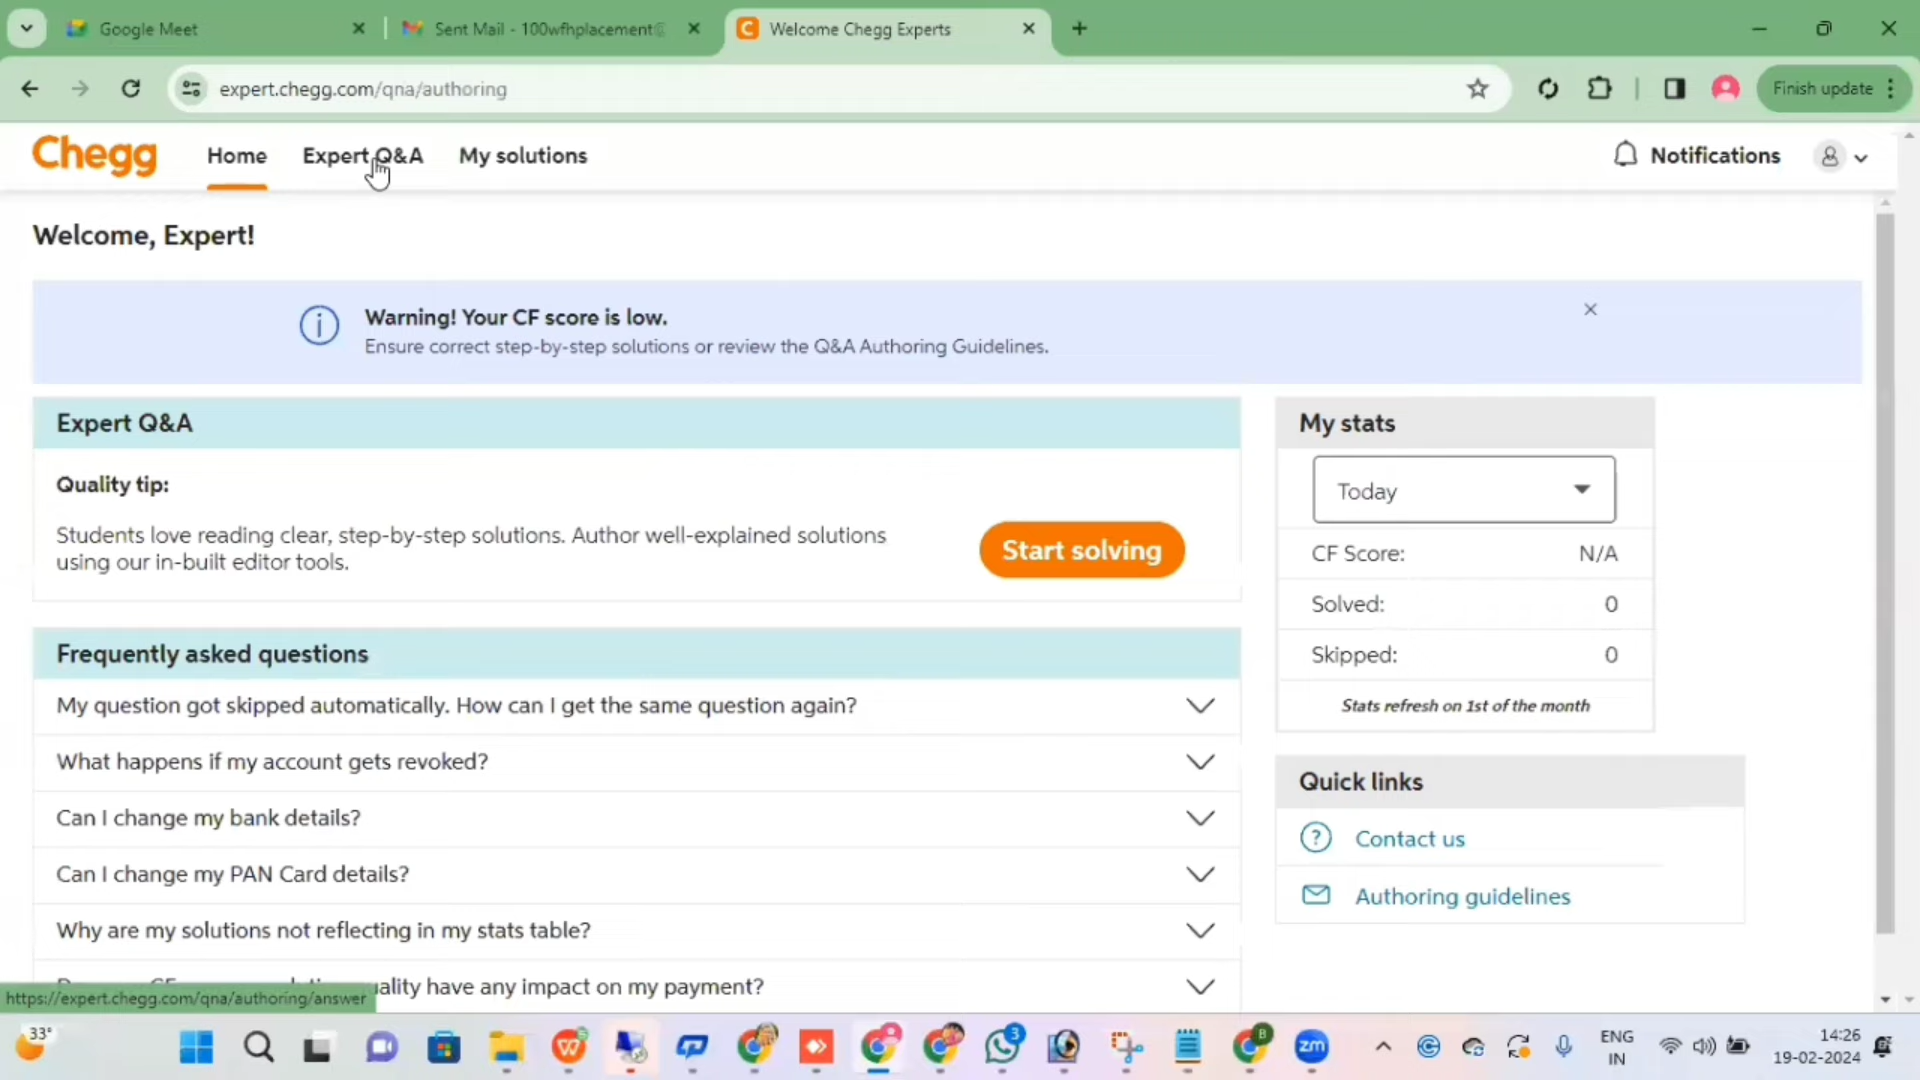 Google Meet
Sent Mail - 100wfhplacement@
Welcome Chegg Experts
expert.chegg.com/qna/authoring
Finish update
Chegg
Home
Expert Q&A
My solutions
Notifications
Welcome, Expert!
Warning! Your CF score is low.
Ensure correct step-by-step solutions or review the Q&A Authoring Guidelines.
Expert Q&A
Quality tip:
Students love reading clear, step-by-step solutions. Author well-explained solutions
using our in-built editor tools.
Start solving
My stats
Today
CF Score: N/A
Solved: 0
Skipped: 0
Stats refresh on 1st of the month
Frequently asked questions
My question got skipped automatically. How can I get the same question again?
What happens if my account gets revoked?
Can I change my bank details?
Can I change my PAN Card details?
Why are my solutions not reflecting in my stats table?
have any impact on my payment?
Quick links
Contact us
Authoring guidelines
https://expert.chegg.com/qna/authoring/answer
33°
3
zm
ENG
IN
14:26
19-02-2024